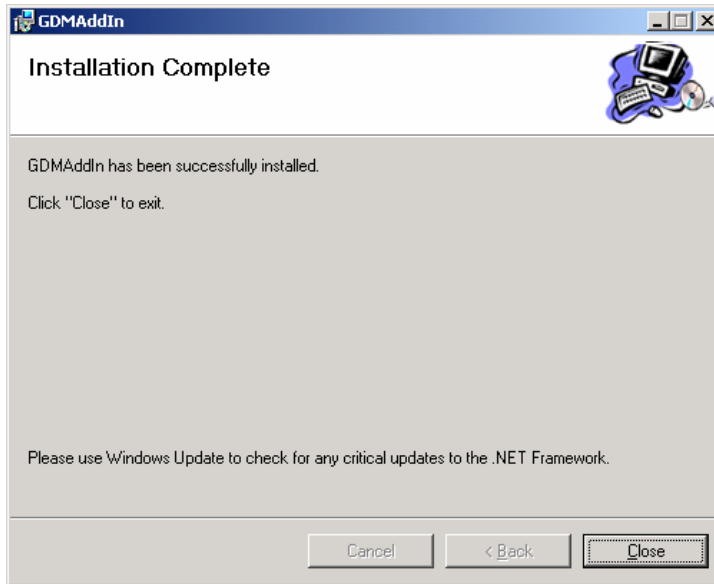 GDMAddIn
Installation Complete
GDMAddIn has been successfully installed.
Click "Close" to exit.
Please use Windows Update to check for any critical updates to the .NET Framework.
Cancel
< Back
Close